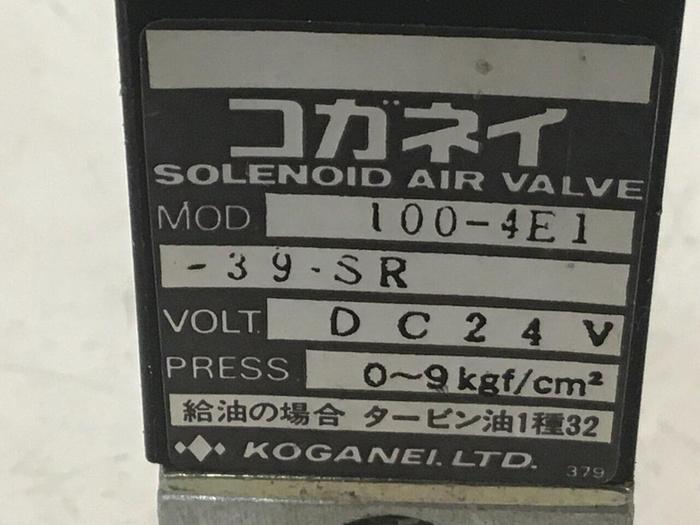 コガネイ
SOLENOID AIR VALVE
MOD 100-4E1
-39-SR
VOLT. DC24V
PRESS 0～9kgf/cm²
給油の場合 タービン油1種32
KOGANEI. LTD. 379